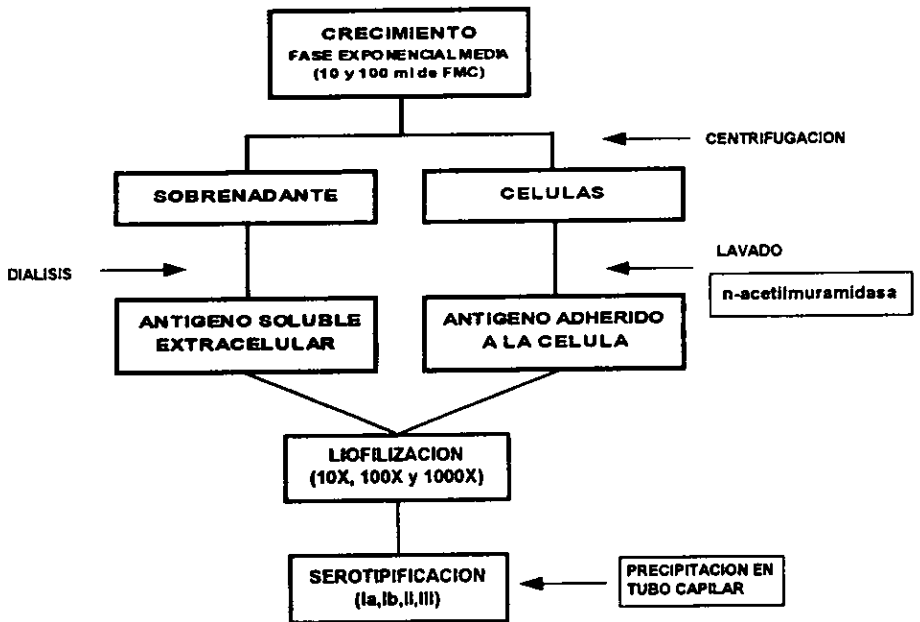 CRECIMIENTO
FASE EXPONENCIAL MEDIA
(10 y 100 ml de FMC)
CENTRIFUGACION
SOBRENADANTE
CELULAS
DIALISIS
LAVADO
n-acetilmuramidasa
ANTIGENO SOLUBLE
EXTRACELULAR
ANTIGENO ADHERIDO
A LA CELULA
LIOFILIZACION
(10X, 100X y 1000X)
SEROTIPIFICACION
(Ia,Ib,II,III)
PRECIPITACION EN
TUBO CAPILAR